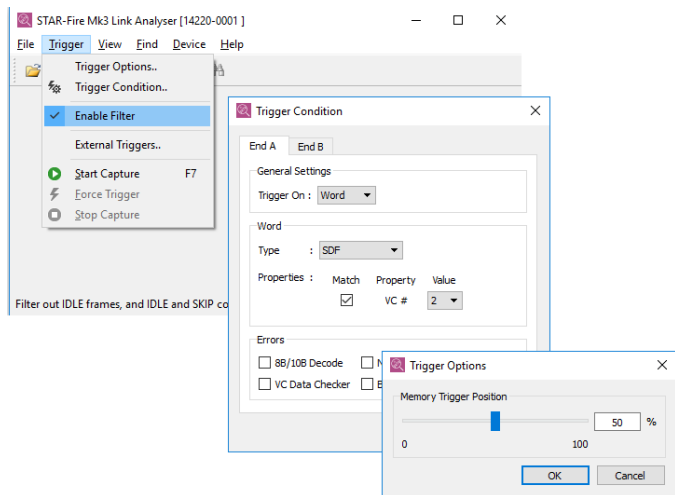 STAR-Fire Mk3 Link Analyser [14220-0001 ]
File Trigger View Find Device Help
Trigger Options..
Trigger Condition..
Enable Filter
External Triggers..
Start Capture F7
Force Trigger
Stop Capture
Filter out IDLE frames, and IDLE and SKIP
Trigger Condition
End A End B
General Settings
Trigger On : Word
Word
Type : SDF
Properties : Match Property Value
VC # 2
Errors
8B/10B Decode
VC Data Checker
Trigger Options
Memory Trigger Position
50 %
0 100
OK Cancel